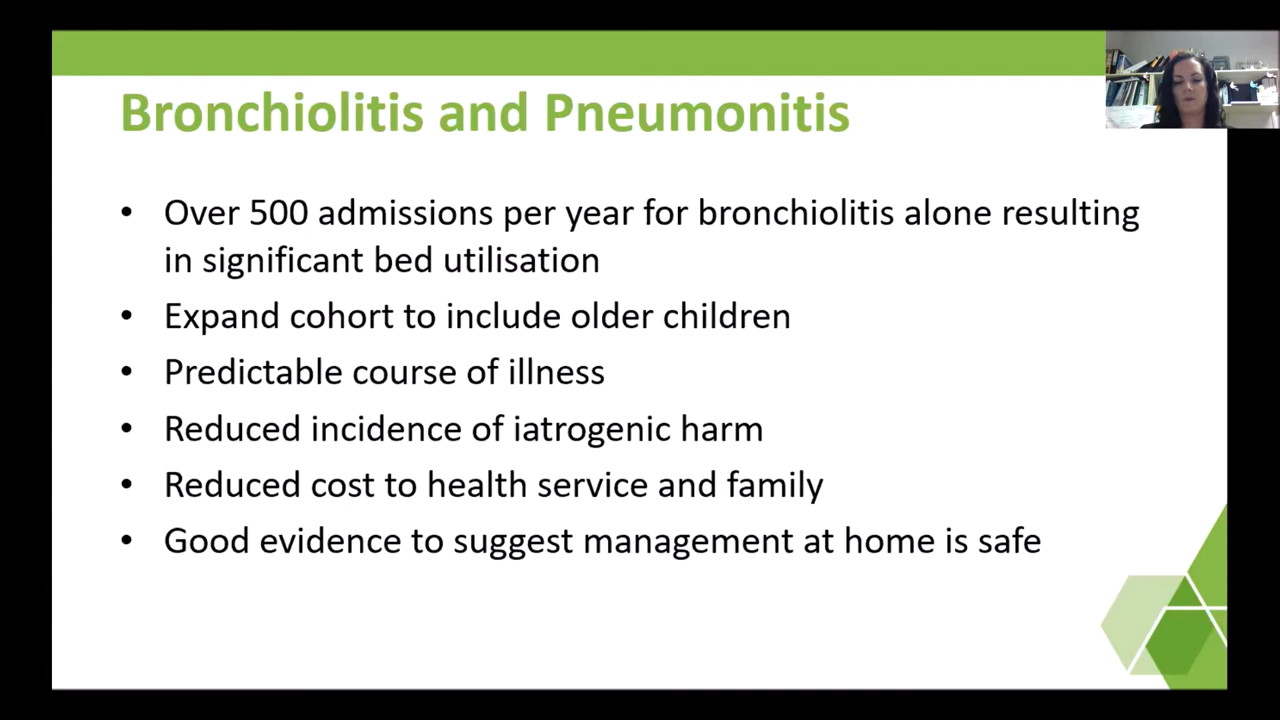 Bronchiolitis and Pneumonitis
• Over 500 admissions per year for bronchiolitis alone resulting
in significant bed utilisation
• Expand cohort to include older children
• Predictable course of illness
• Reduced incidence of iatrogenic harm
• Reduced cost to health service and family
• Good evidence to suggest management at home is safe